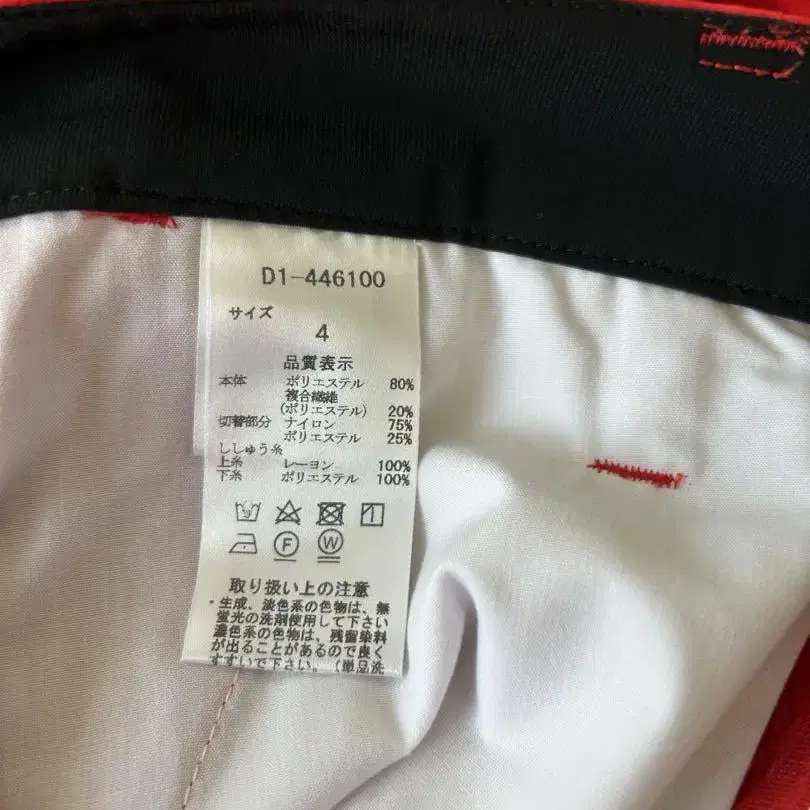 D1-446100
サイズ
4
品質表示
本体 ポリエステル 80%
複合繊維
(ポリエステル) 20%
切替部分 ナイロン 75%
ポリエステル 25%
ししゅう糸
上糸 レーヨン 100%
下糸 ポリエステル 100%
F W
取り扱い上の注意
・生成、淡色系の色物は、無
蛍光の洗剤使用して下さい
濃色系の色物は、残留染料
が出ることがあるので良く
すすいで下さい。(単品洗